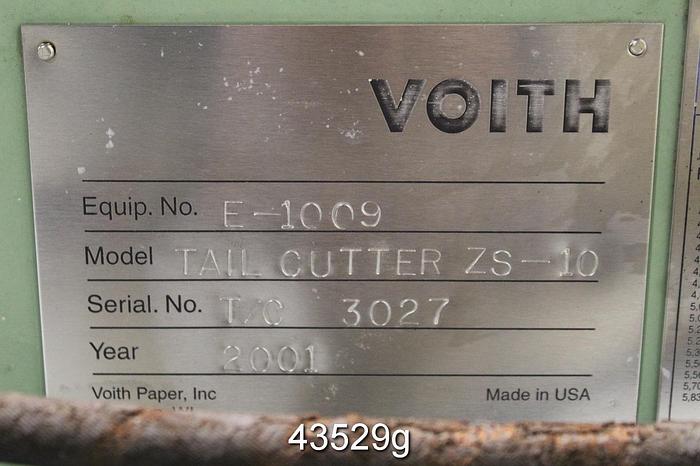 VOITH
Equip. No. E-1009
Model TAIL CUTTER ZS-10
Serial. No. T/C 3027
Year 2001
Voith Paper, Inc
Made in USA
43529g